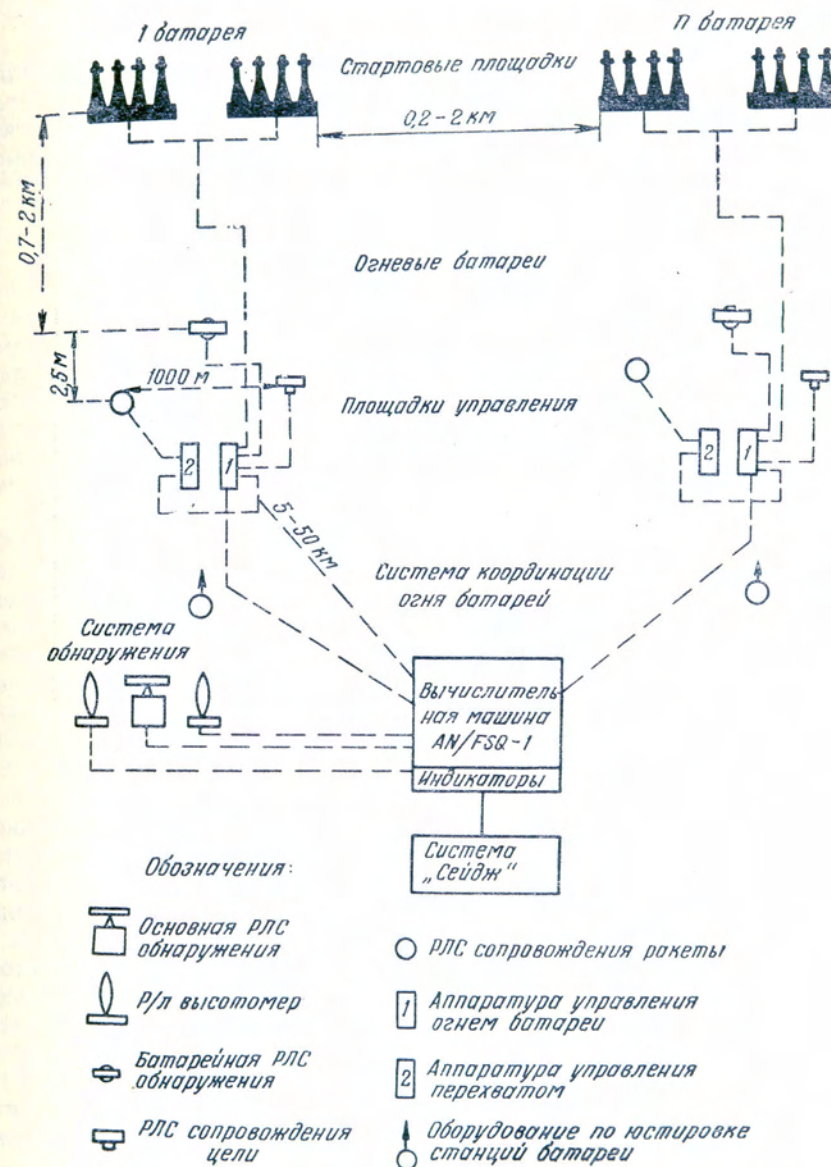 I батарея
П батарея
Стартовые площадки
0,2-2 км
0,7-2 км
Огневые батареи
2,5м
1000 м
Площадки управления
2
1
2
1
5-50 км
Система координации
огня батарей
Система
обнаружения
Вычислитель-
ная машина
AN/FSQ-1
Индикаторы
Система
„Сейдж“
Обозначения:
Основная РЛС
обнаружения
РЛС сопровождения ракеты
Р/л высотомер
1
Аппаратура управления
огнем батареи
Батарейная РЛС
обнаружения
2
Аппаратура управления
перехватом
РЛС сопровождения
цели
Оборудование по юстировке
станций батареи